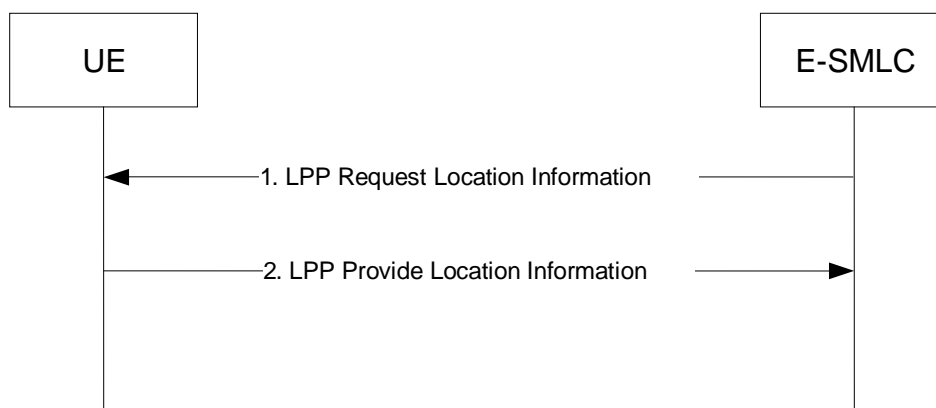 UE
E-SMLC
1. LPP Request Location Information
2. LPP Provide Location Information